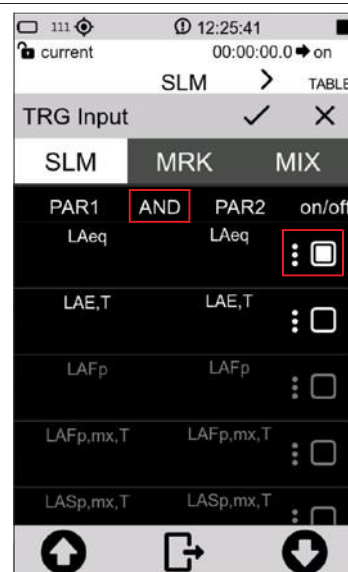 111 12:25:41
current 00:00:00.0 on
SLM > TABLE
TRG Input
SLM MRK MIX
PAR1 AND PAR2 on/off
LAeq LAeq
LAE,T LAE,T
LAFp LAFp
LAFp,mx,T LAFp,mx,T
LASp,mx,T LASp,mx,T